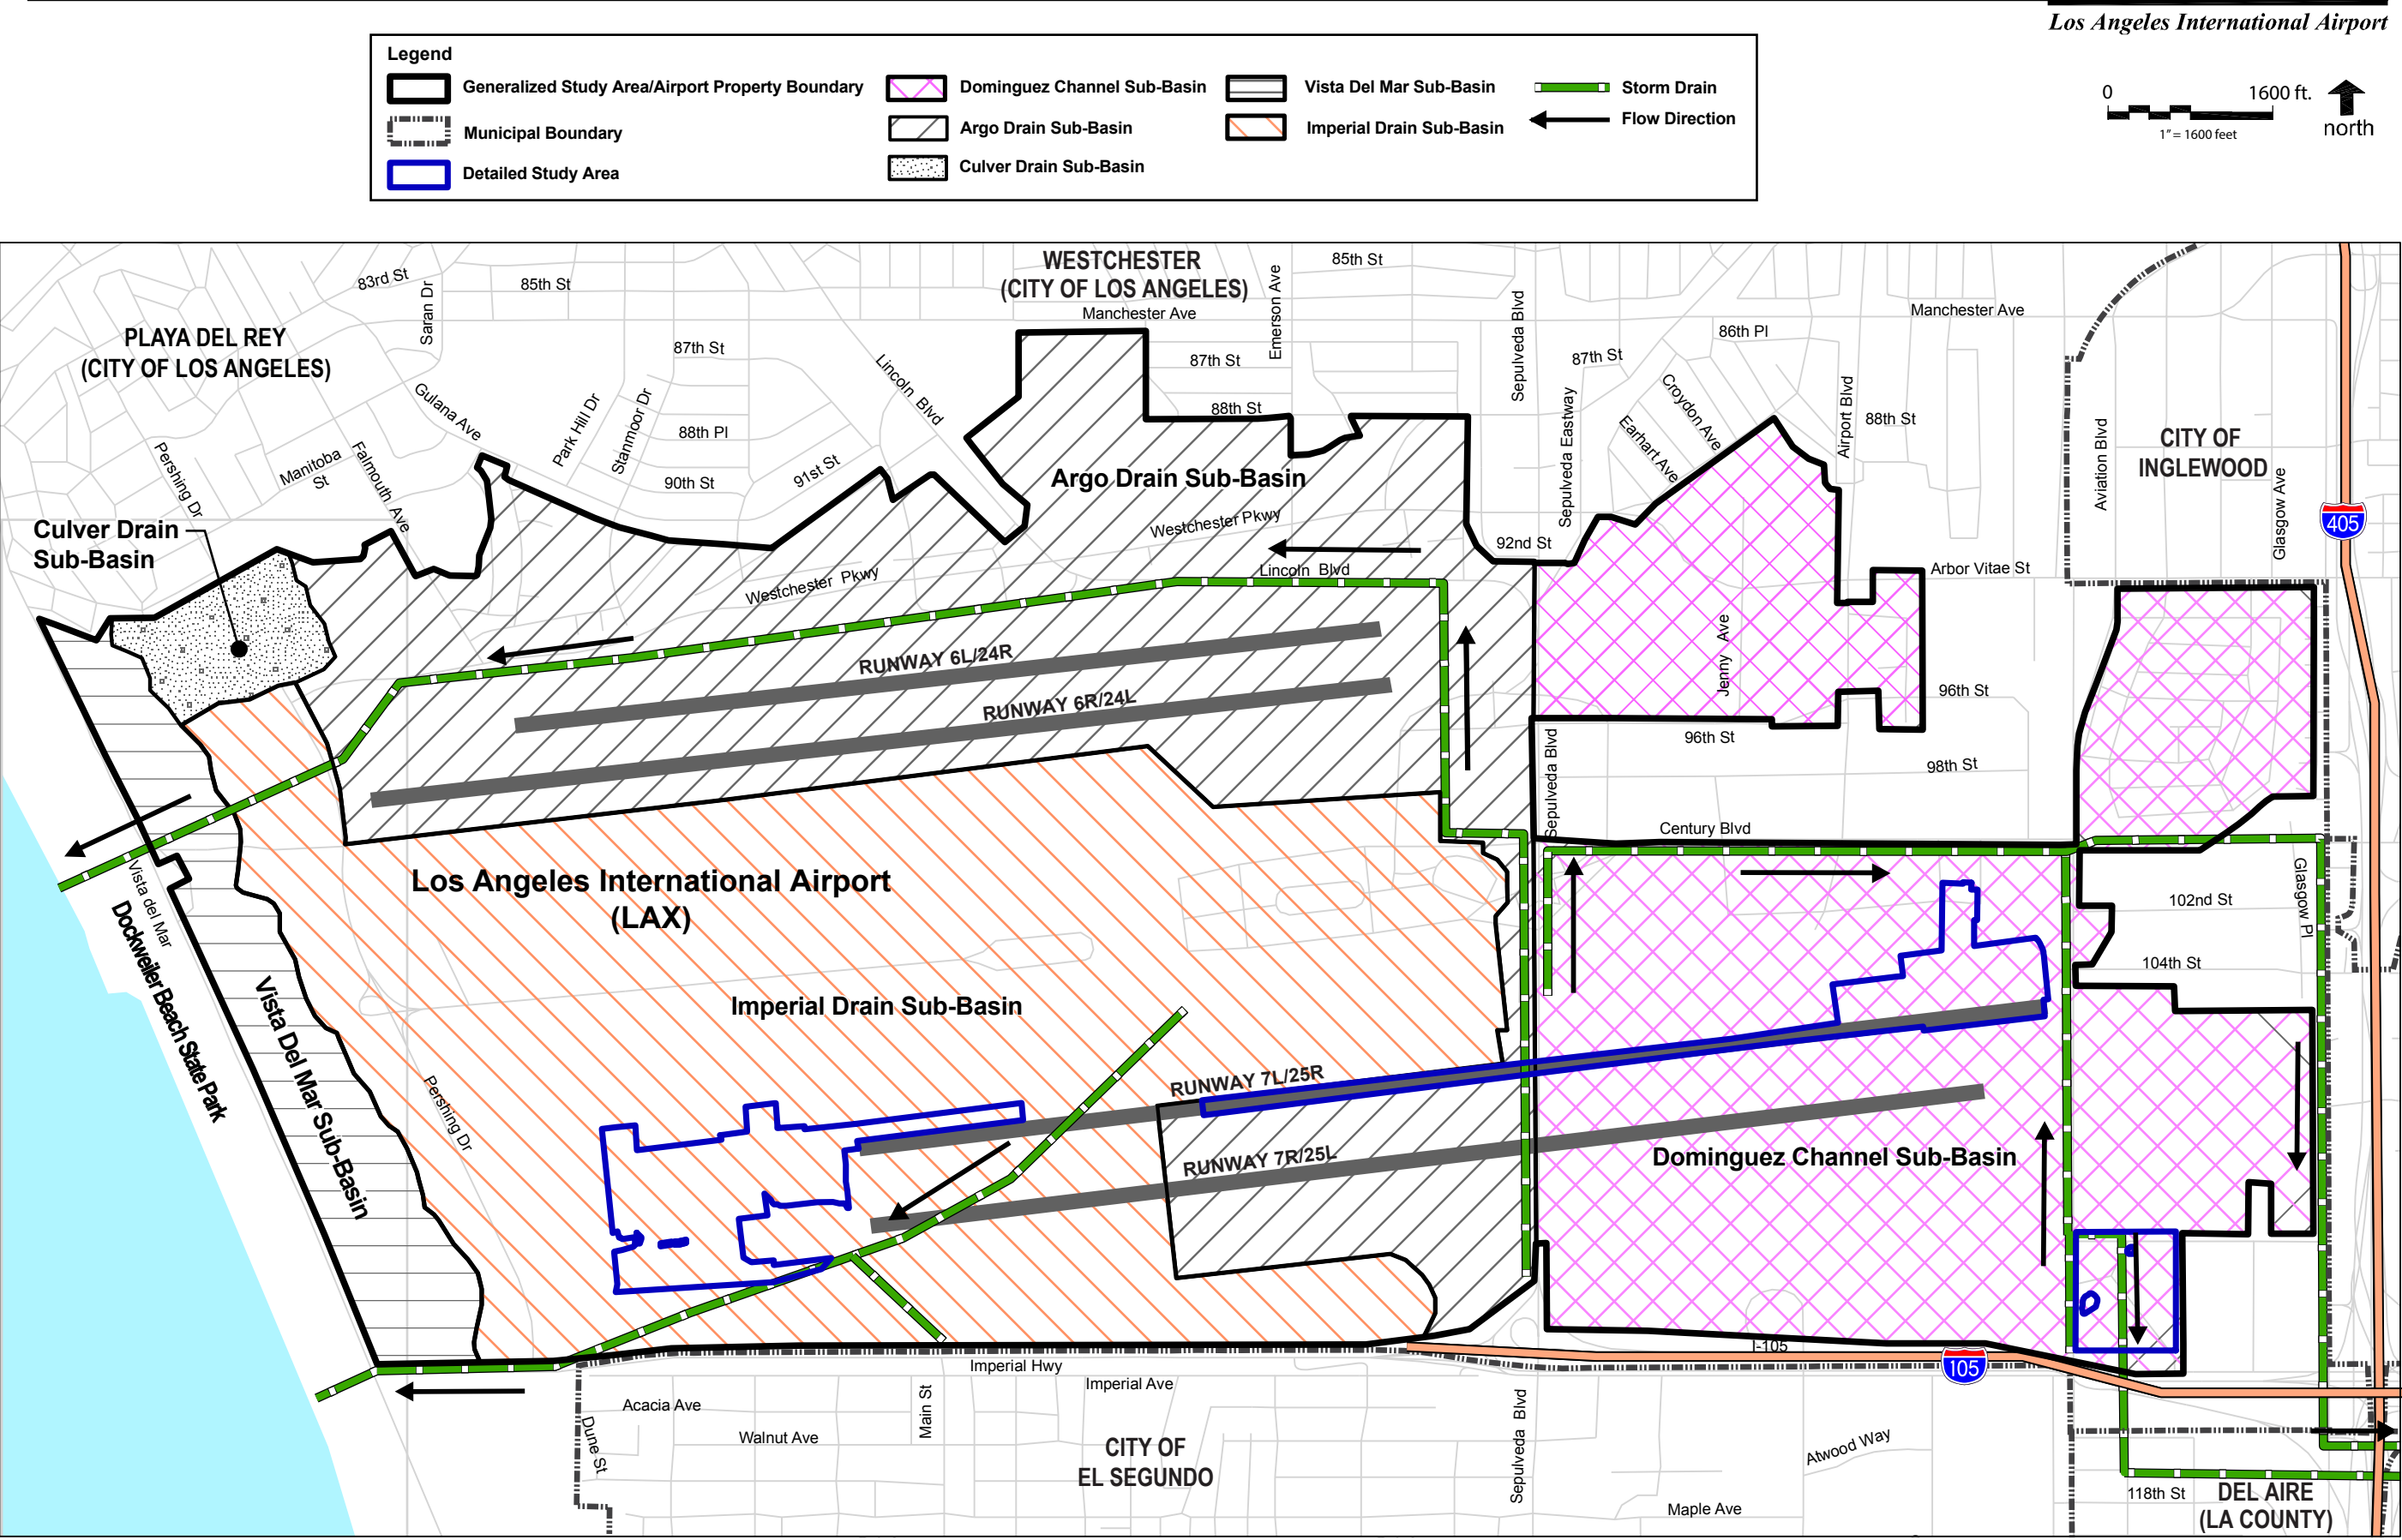 Los Angeles International Airport
Legend
Generalized Study Area/Airport Property Boundary
Municipal Boundary
Detailed Study Area
Dominguez Channel Sub-Basin
Argo Drain Sub-Basin
Culver Drain Sub-Basin
Vista Del Mar Sub-Basin
Imperial Drain Sub-Basin
Storm Drain
Flow Direction
0
1600 ft.
1" = 1600 feet
north
WESTCHESTER
(CITY OF LOS ANGELES)
Manchester Ave
85th St
83rd St
85th St
Saran Dr
Emerson Ave
Sepulveda Blvd
Manchester Ave
PLAYA DEL REY
(CITY OF LOS ANGELES)
87th St
Lincoln Blvd
87th St
87th St
86th Pl
Gulana Ave
Park Hill Dr
Stanmoor Dr
88th St
88th Pl
90th St
91st St
Croydon Ave
Earhart Ave
Sepulveda Eastway
Airport Blvd
88th St
Aviation Blvd
CITY OF
INGLEWOOD
Glasgow Ave
405
Pershing Dr
Manitoba
St
Falmouth Ave
Argo Drain Sub-Basin
Culver Drain
Sub-Basin
Westchester Pkwy
92nd St
Lincoln Blvd
Westchester Pkwy
Arbor Vitae St
Jenny Ave
RUNWAY 6L/24R
RUNWAY 6R/24L
96th St
96th St
Sepulveda Blvd
98th St
Century Blvd
Vista del Mar
Los Angeles International Airport
(LAX)
Glasgow Pl
102nd St
104th St
Dockweiler Beach State Park
Vista Del Mar Sub-Basin
Imperial Drain Sub-Basin
Pershing Dr
RUNWAY 7L/25R
RUNWAY 7R/25L
Dominguez Channel Sub-Basin
I-105
105
Imperial Hwy
Imperial Ave
Acacia Ave
Main St
Walnut Ave
Dune St
CITY OF
EL SEGUNDO
Sepulveda Blvd
Atwood Way
Maple Ave
118th St
DEL AIRE
(LA COUNTY)